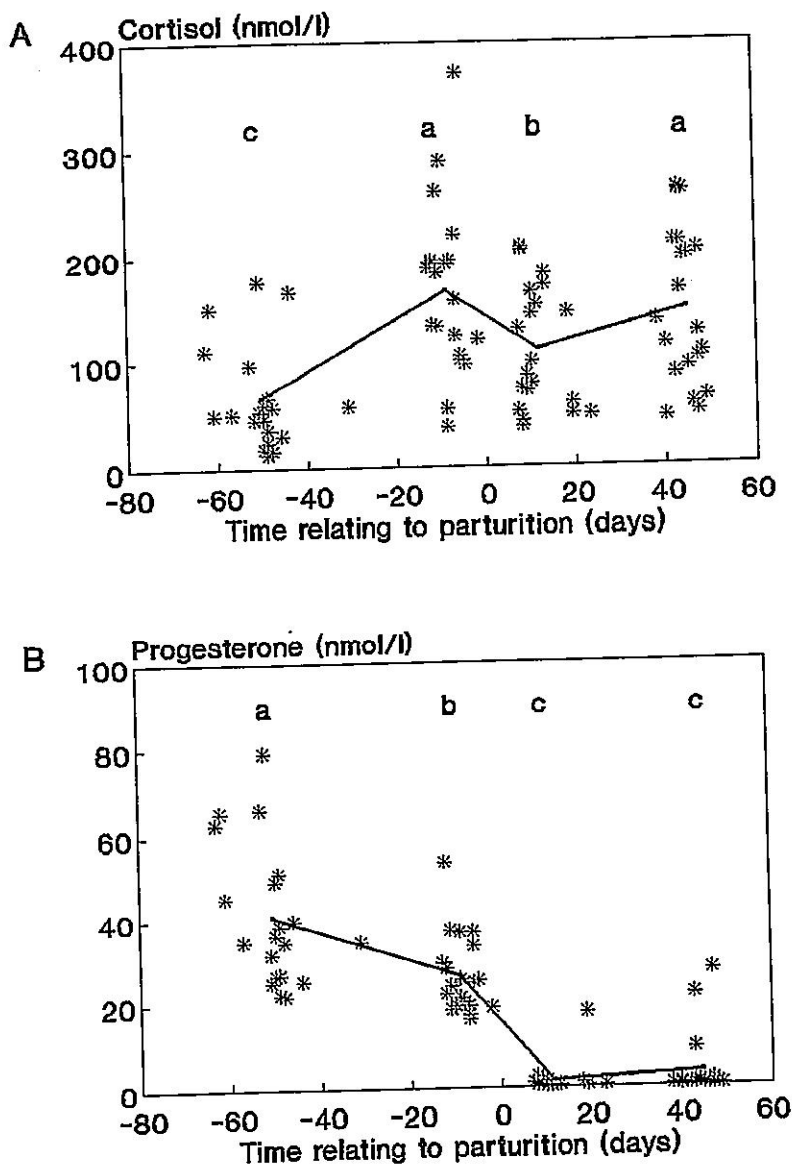 A Cortisol (nmol/l)
400
300
200
100
0
c a b a
-80 -60 -40 -20 0 20 40 60
Time relating to parturition (days)
B Progesterone (nmol/l)
100
80
60
40
20
0
a b c c
-80 -60 -40 -20 0 20 40 60
Time relating to parturition (days)